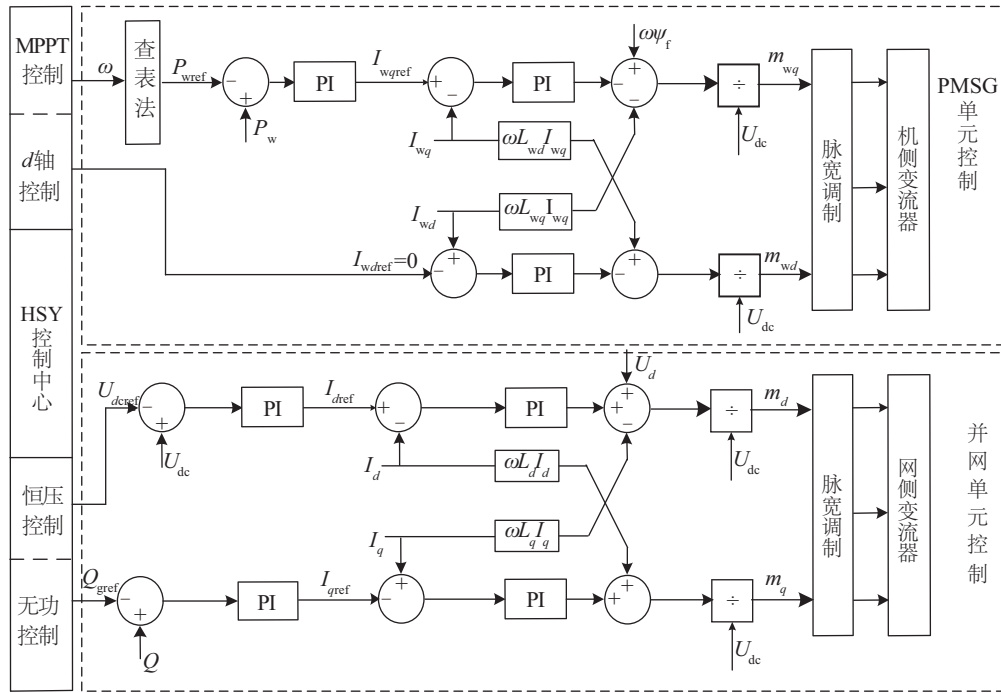 MPPT
控制
d轴
控制
HSY
控
制
中
心
恒压
控制
无功
控制
ω
查
表
法
P_wref
−
+
P_w
PI
I_wqref
+
−
PI
ωψ_f
+
−
−
÷
U_dc
m_wq
I_wq
ωL_wd I_wq
I_wd
ωL_wq I_wq
I_wdref=0
−
+
PI
−
+
÷
U_dc
m_wd
脉
宽
调
制
机
侧
变
流
器
PMSG
单
元
控
制
U_dcref
−
+
U_dc
PI
I_dref
+
−
PI
U_d
+
+
−
÷
U_dc
m_d
I_d
ωL_d I_d
I_q
ωL_q I_q
Q_gref
−
+
Q
PI
I_qref
+
−
PI
+
+
÷
U_dc
m_q
脉
宽
调
制
网
侧
变
流
器
并
网
单
元
控
制